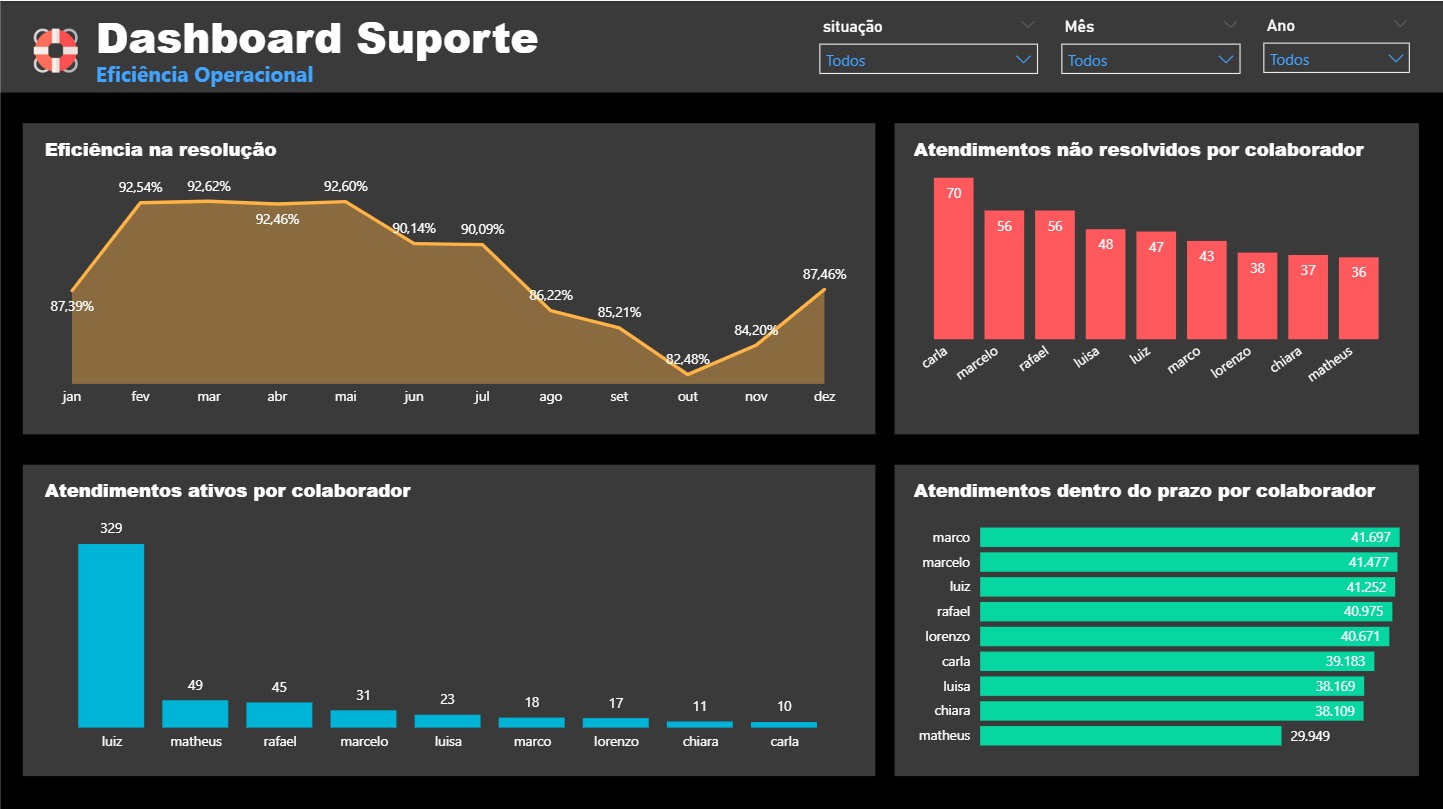 Dashboard Suporte
Eficiência Operacional
situação
Todos
Mês
Todos
Ano
Todos
Eficiência na resolução
87,39%
92,54%
92,62%
92,46%
92,60%
90,14%
90,09%
86,22%
85,21%
82,48%
84,20%
87,46%
jan fev mar abr mai jun jul ago set out nov dez
Atendimentos não resolvidos por colaborador
70 56 56 48 47 43 38 37 36
carla marcelo rafael luisa luiz marco lorenzo chiara matheus
Atendimentos ativos por colaborador
329 49 45 31 23 18 17 11 10
luiz matheus rafael marcelo luisa marco lorenzo chiara carla
Atendimentos dentro do prazo por colaborador
marco 41.697
marcelo 41.477
luiz 41.252
rafael 40.975
lorenzo 40.671
carla 39.183
luisa 38.169
chiara 38.109
matheus 29.949